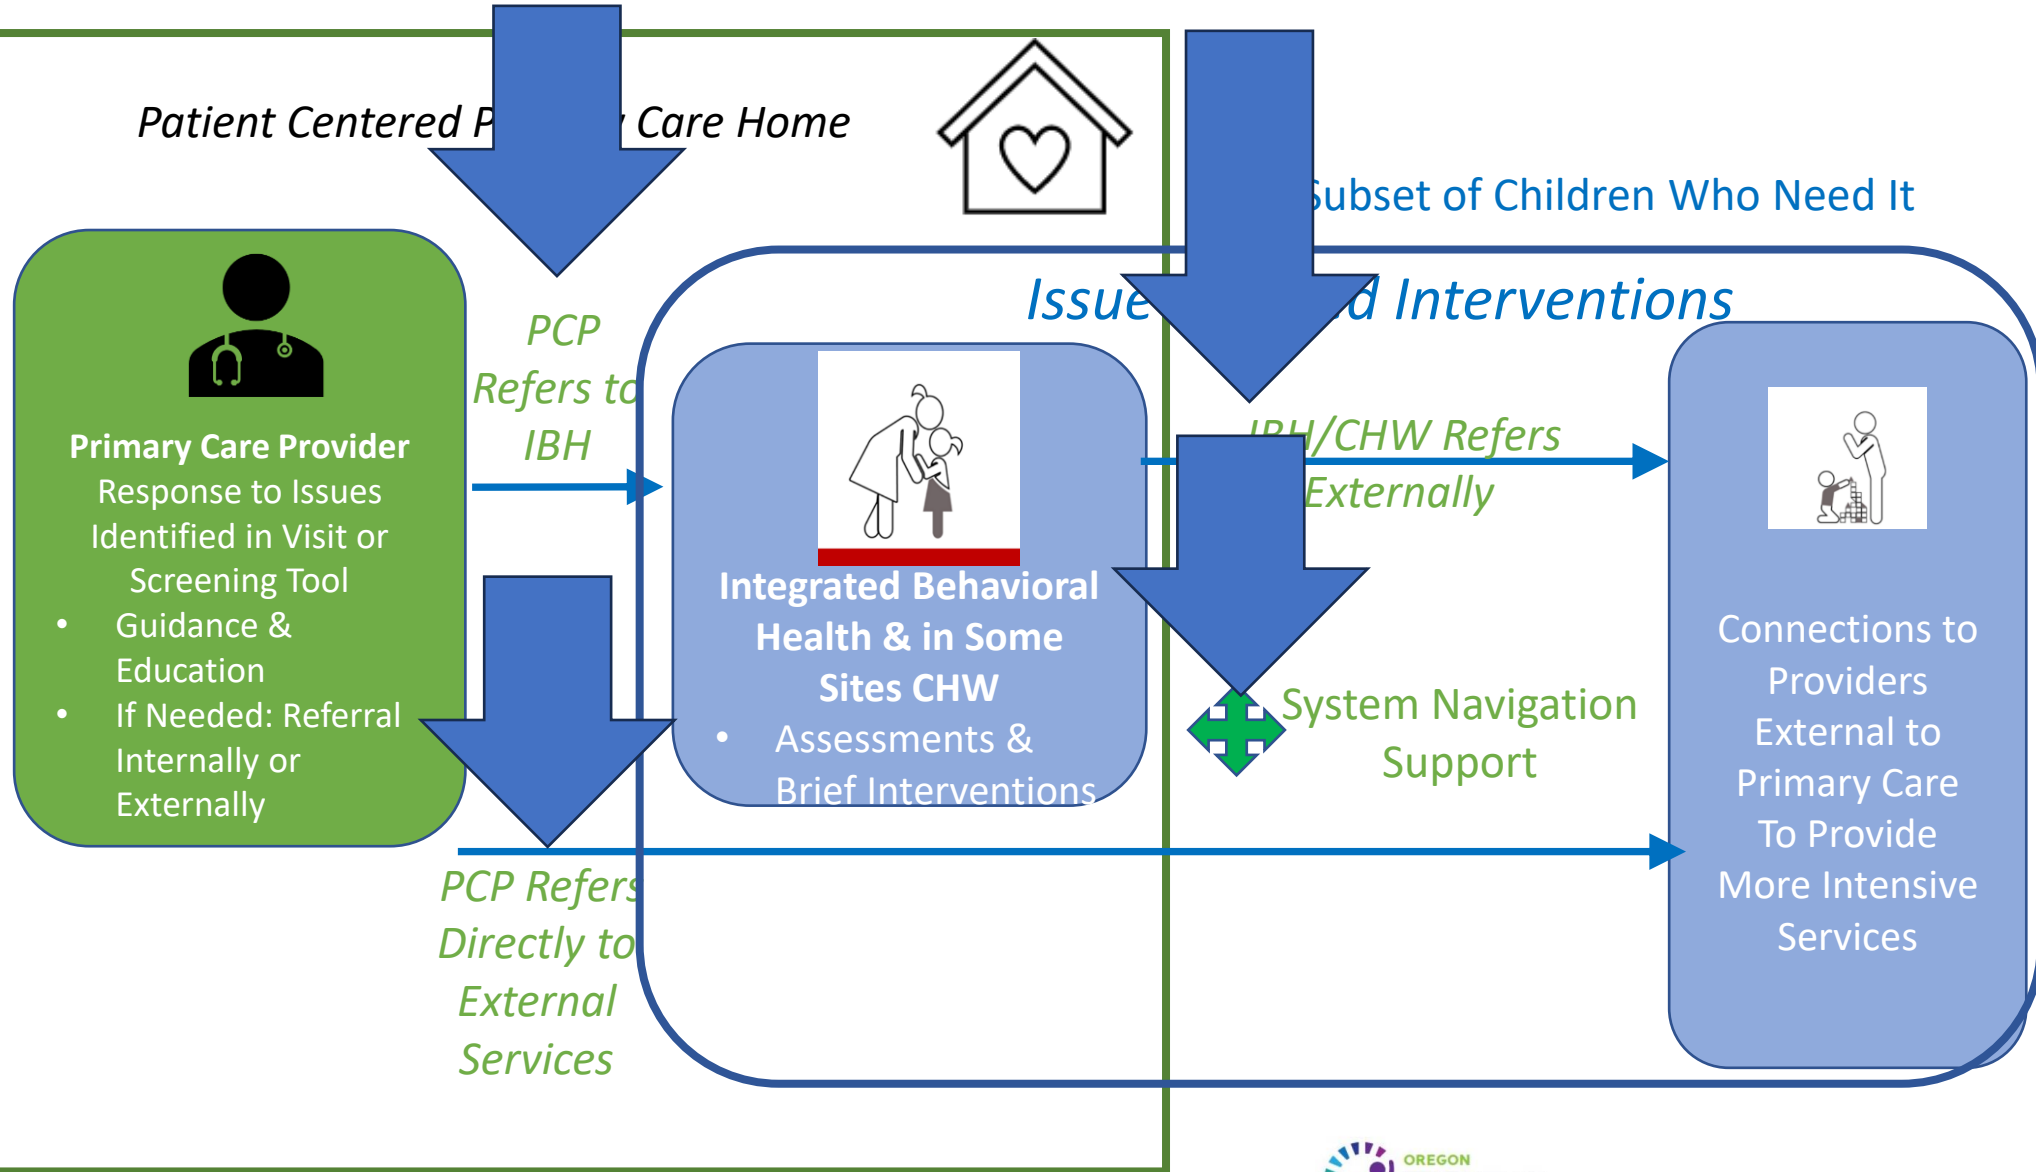 Patient Centered Care Home
Subset of Children Who Need It
Interventions
PCP
Refers to
IBH
Primary Care Provider
Response to Issues
Identified in Visit or
Screening Tool
• Guidance &
Education
• If Needed: Referral
Internally or
Externally
Integrated Behavioral
Health & in Some
Sites CHW
• Assessments &
Brief Interventions
IBH/CHW Refers
Externally
System Navigation
Support
Connections to
Providers
External to
Primary Care
To Provide
More Intensive
Services
PCP Refers
Directly to
External
Services
OREGON